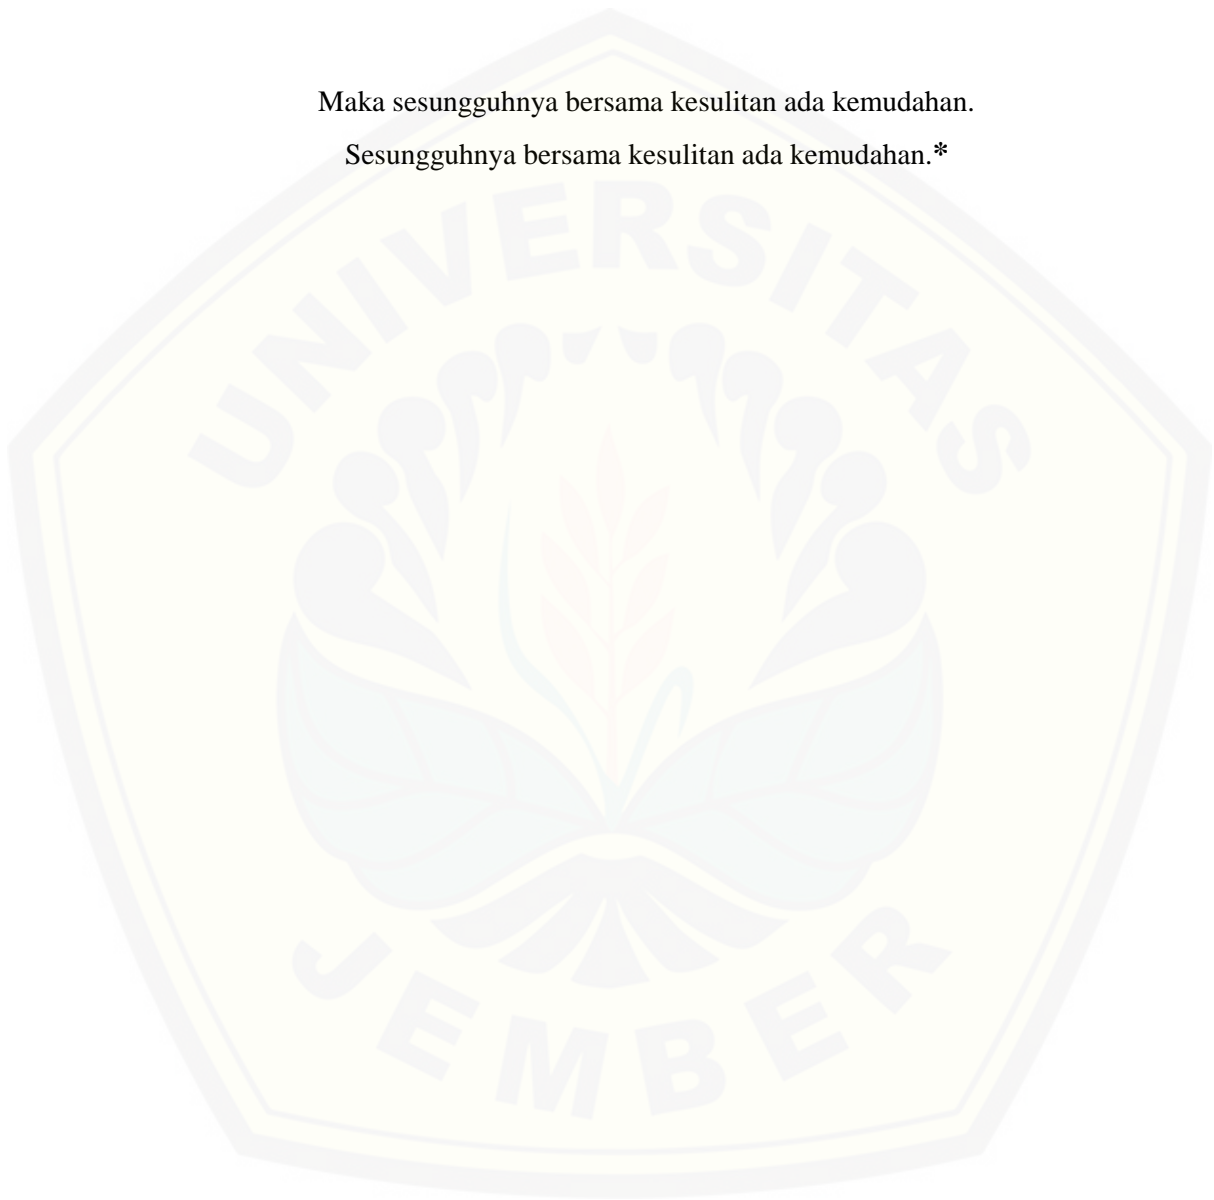 Maka sesungguhnya bersama kesulitan ada kemudahan.
Sesungguhnya bersama kesulitan ada kemudahan.*
UNIVERSITAS
JEMBER